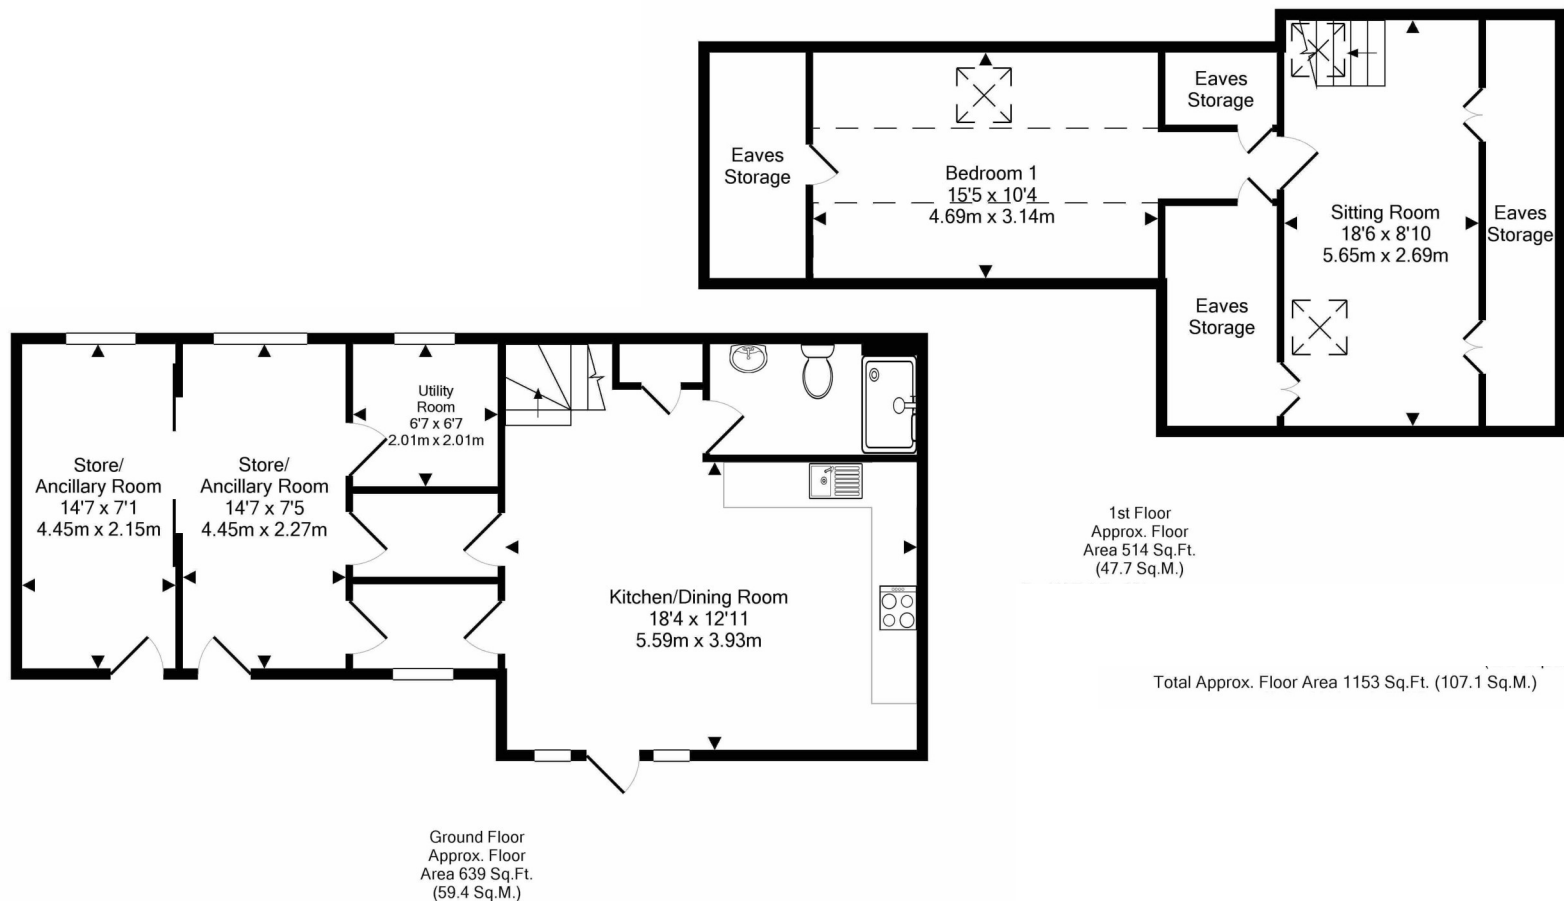 Eaves
Storage
Bedroom 1
15'5 x 10'4
4.69m x 3.14m
Eaves
Storage
Eaves
Storage
Sitting Room
18'6 x 8'10
5.65m x 2.69m
Eaves
Storage
Store/
Ancillary Room
14'7 x 7'1
4.45m x 2.15m
Store/
Ancillary Room
14'7 x 7'5
4.45m x 2.27m
Utility
Room
6'7 x 6'7
2.01m x 2.01m
Kitchen/Dining Room
18'4 x 12'11
5.59m x 3.93m
1st Floor
Approx. Floor
Area 514 Sq.Ft.
(47.7 Sq.M.)
Total Approx. Floor Area 1153 Sq.Ft. (107.1 Sq.M.)
Ground Floor
Approx. Floor
Area 639 Sq.Ft.
(59.4 Sq.M.)